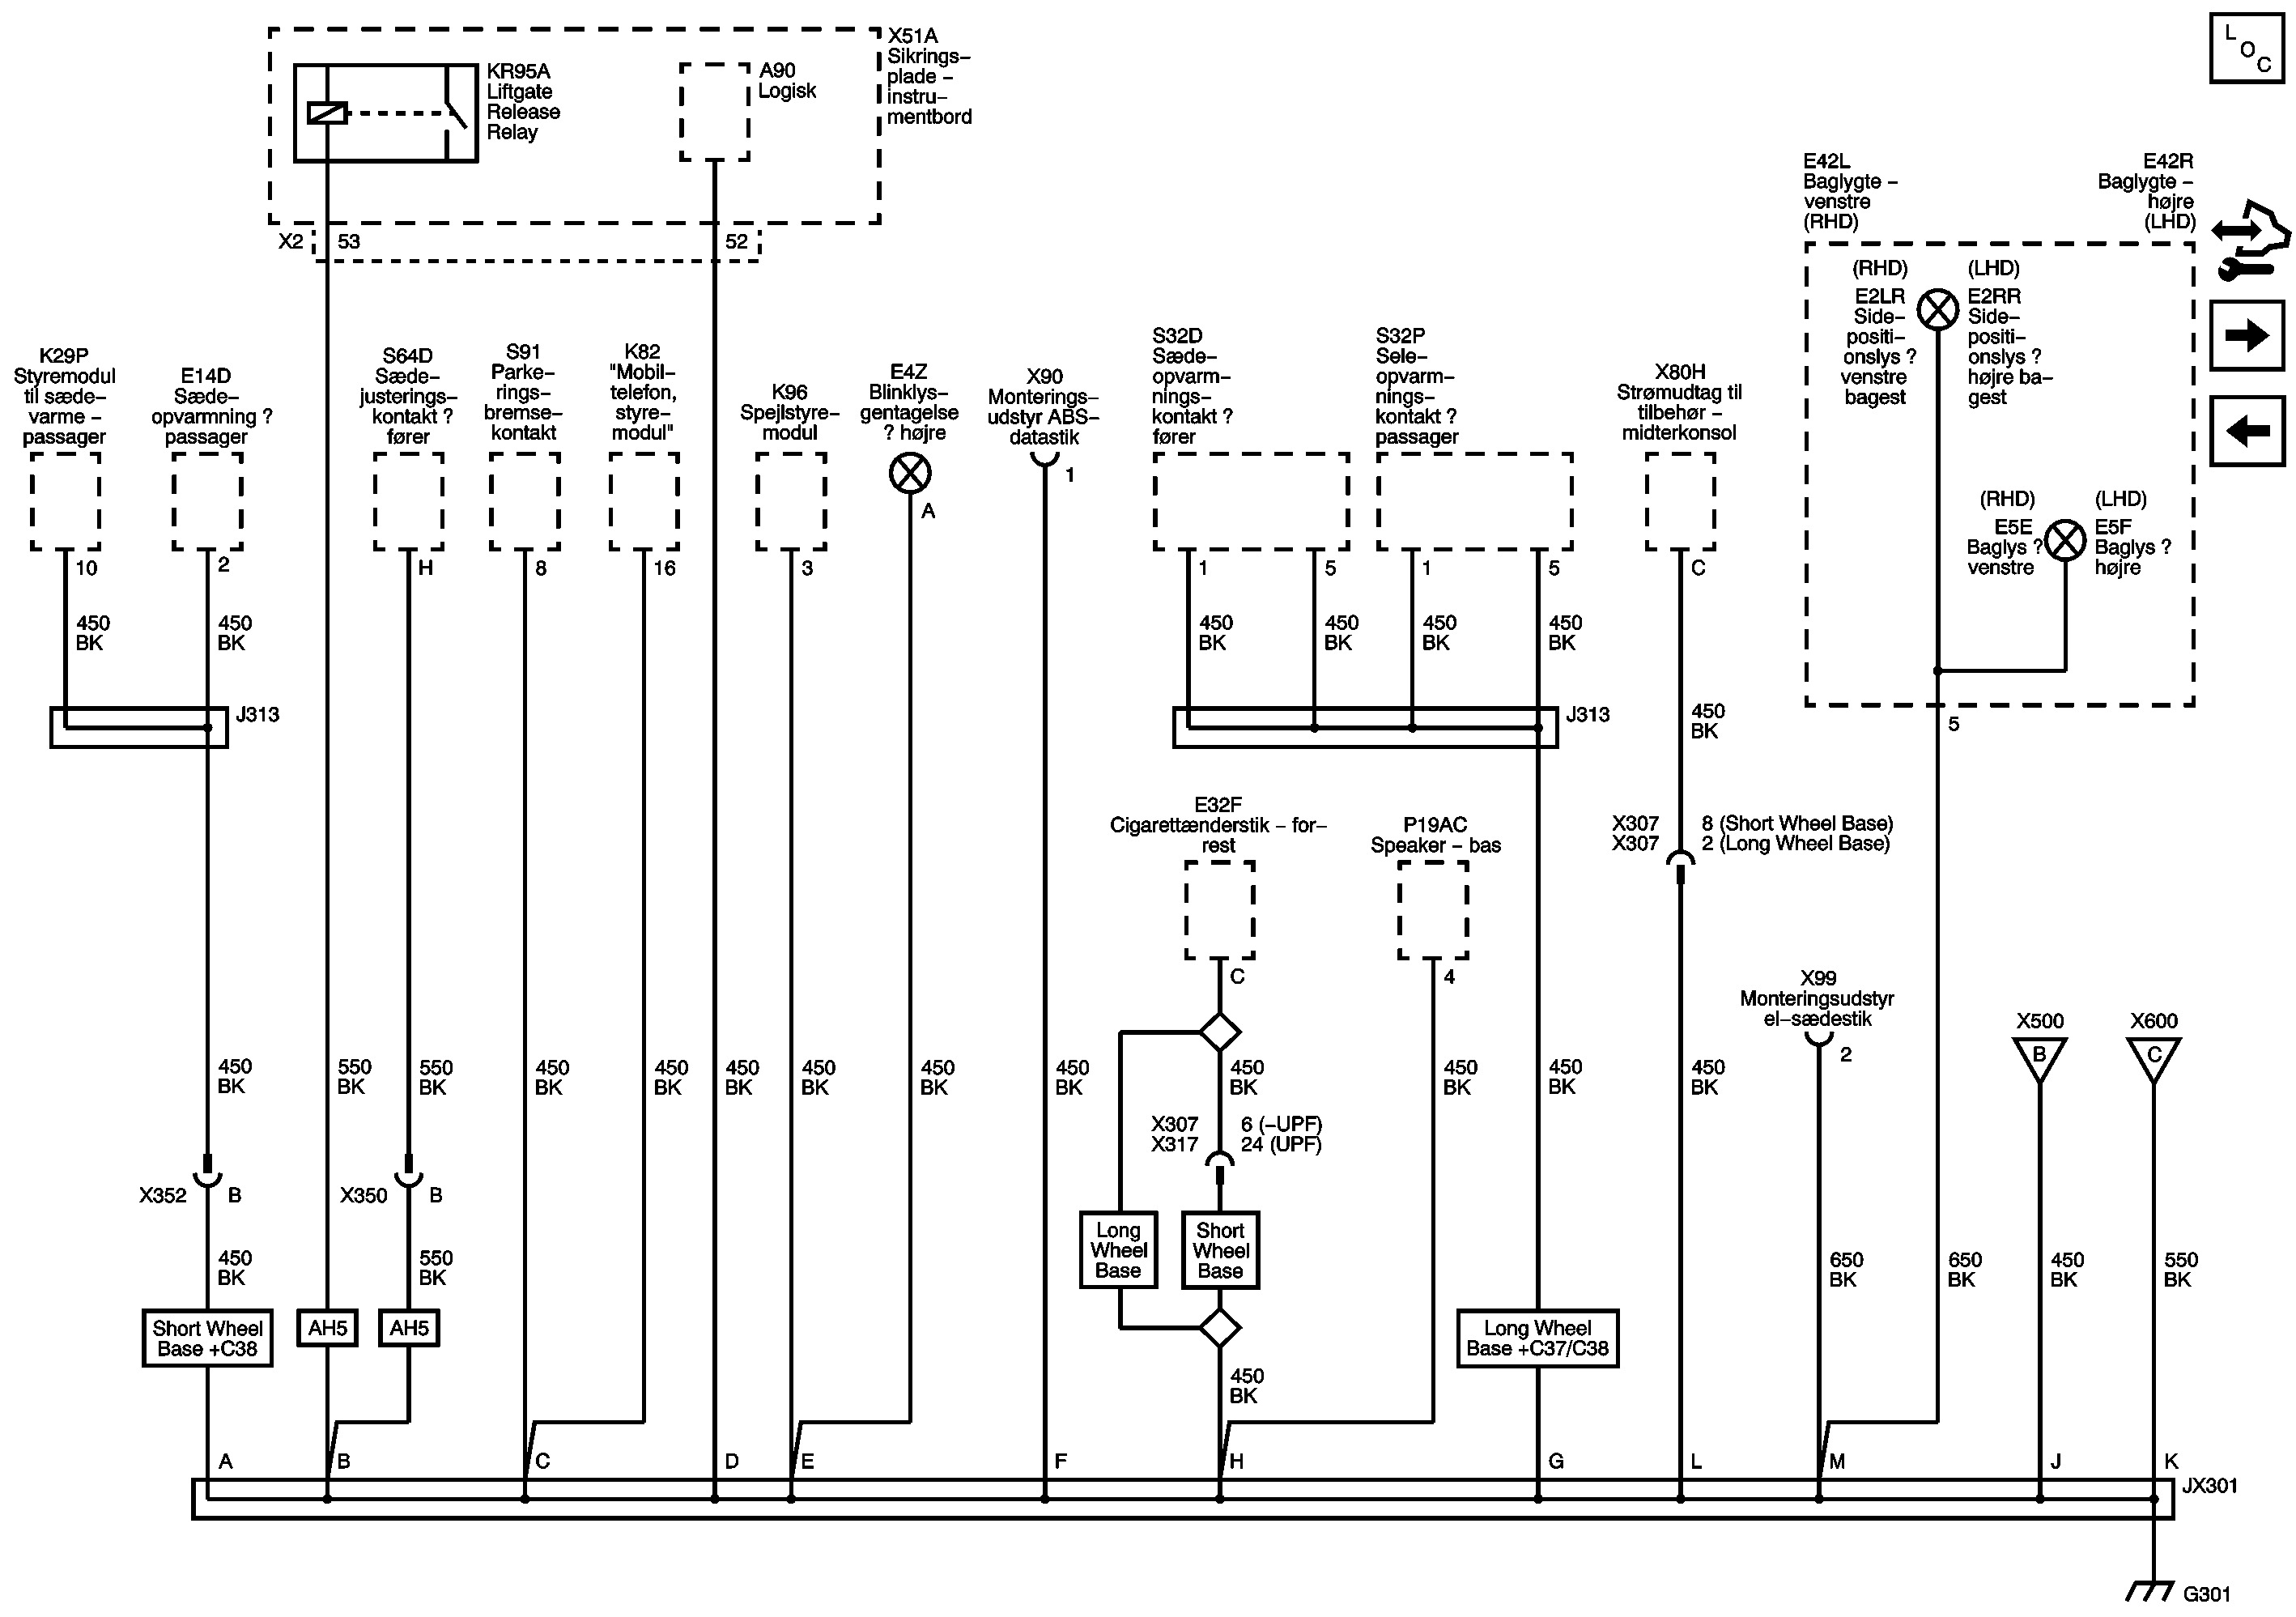 X51A
Sikrings–
plade –
instru–
mentbord
KR95A
Liftgate
Release
Relay
A90
Logisk
L
O
C
X2
53
52
E42L
Baglygte –
venstre
(RHD)
E42R
Baglygte –
højre
(LHD)
(RHD)
E2LR
Side–
positi–
onslys ?
venstre
bagest
(LHD)
E2RR
Side–
positi–
onslys ?
højre ba–
gest
(RHD)
E5E
Baglys ?
venstre
(LHD)
E5F
Baglys ?
højre
5
K29P
Styremodul
til sæde–
varme –
passager
E14D
Sæde–
opvarmning ?
passager
S64D
Sæde–
justerings–
kontakt ?
fører
S91
Parke–
rings–
bremse–
kontakt
K82
"Mobil–
telefon,
styre–
modul"
K96
Spejlstyre–
modul
E4Z
Blinklys–
gentagelse
? højre
X90
Monterings–
udstyr ABS–
datastik
S32D
Sæde–
opvarm–
nings–
kontakt ?
fører
S32P
Sele–
opvarm–
nings–
kontakt ?
passager
X80H
Strømudtag til
tilbehør –
midterkonsol
10
2
H
8
16
3
A
1
1
5
1
5
C
450
BK
450
BK
450
BK
450
BK
450
BK
450
BK
J313
J313
450
BK
E32F
Cigarettænderstik – for–
rest
P19AC
Speaker – bas
X307
X307
8 (Short Wheel Base)
2 (Long Wheel Base)
C
4
X99
Monteringsudstyr
el–sædestik
2
X500
B
X600
C
450
BK
550
BK
550
BK
450
BK
450
BK
450
BK
450
BK
450
BK
450
BK
450
BK
450
BK
450
BK
450
BK
X307
X317
6 (–UPF)
24 (UPF)
X352
B
X350
B
Long
Wheel
Base
Short
Wheel
Base
450
BK
550
BK
650
BK
650
BK
450
BK
550
BK
Short Wheel
Base +C38
AH5
AH5
Long Wheel
Base +C37/C38
450
BK
A
B
C
D
E
F
H
G
L
M
J
K
JX301
G301